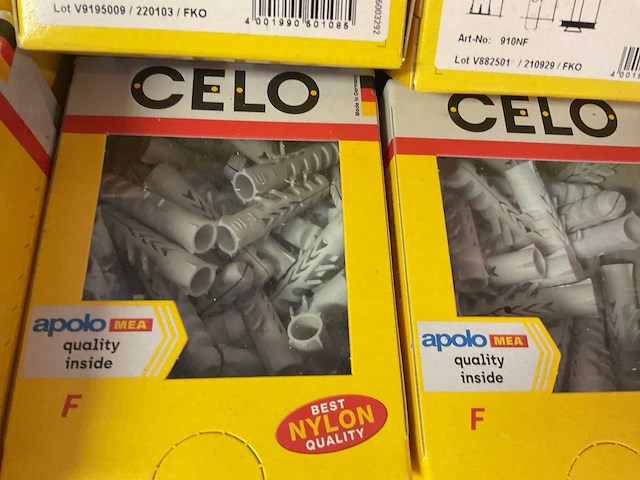 Lot V9195009 / 220103 / FKO
4 001990 501085
6003292
Art-No: 910NF
Lot V882501 / 210929 / FKO
CELO
Made in Germany
CELO
apolo MEA
quality
inside
F
BEST
NYLON
QUALITY
apolo MEA
quality
inside
F